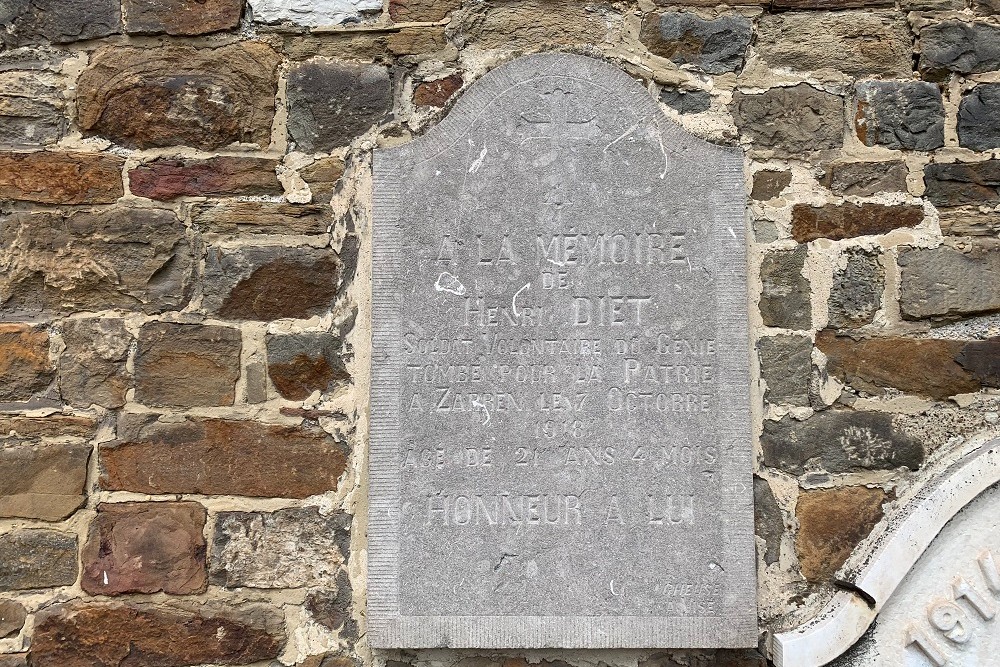 A LA MÉMOIRE
DE
HENRI DIET
SOLDAT VOLONTAIRE DU GÉNIE
TOMBÉ POUR LA PATRIE
A ZARREN LE 7 OCTOBRE
1918
AGÉ DE 21 ANS 4 MOIS
HONNEUR A LUI
1914